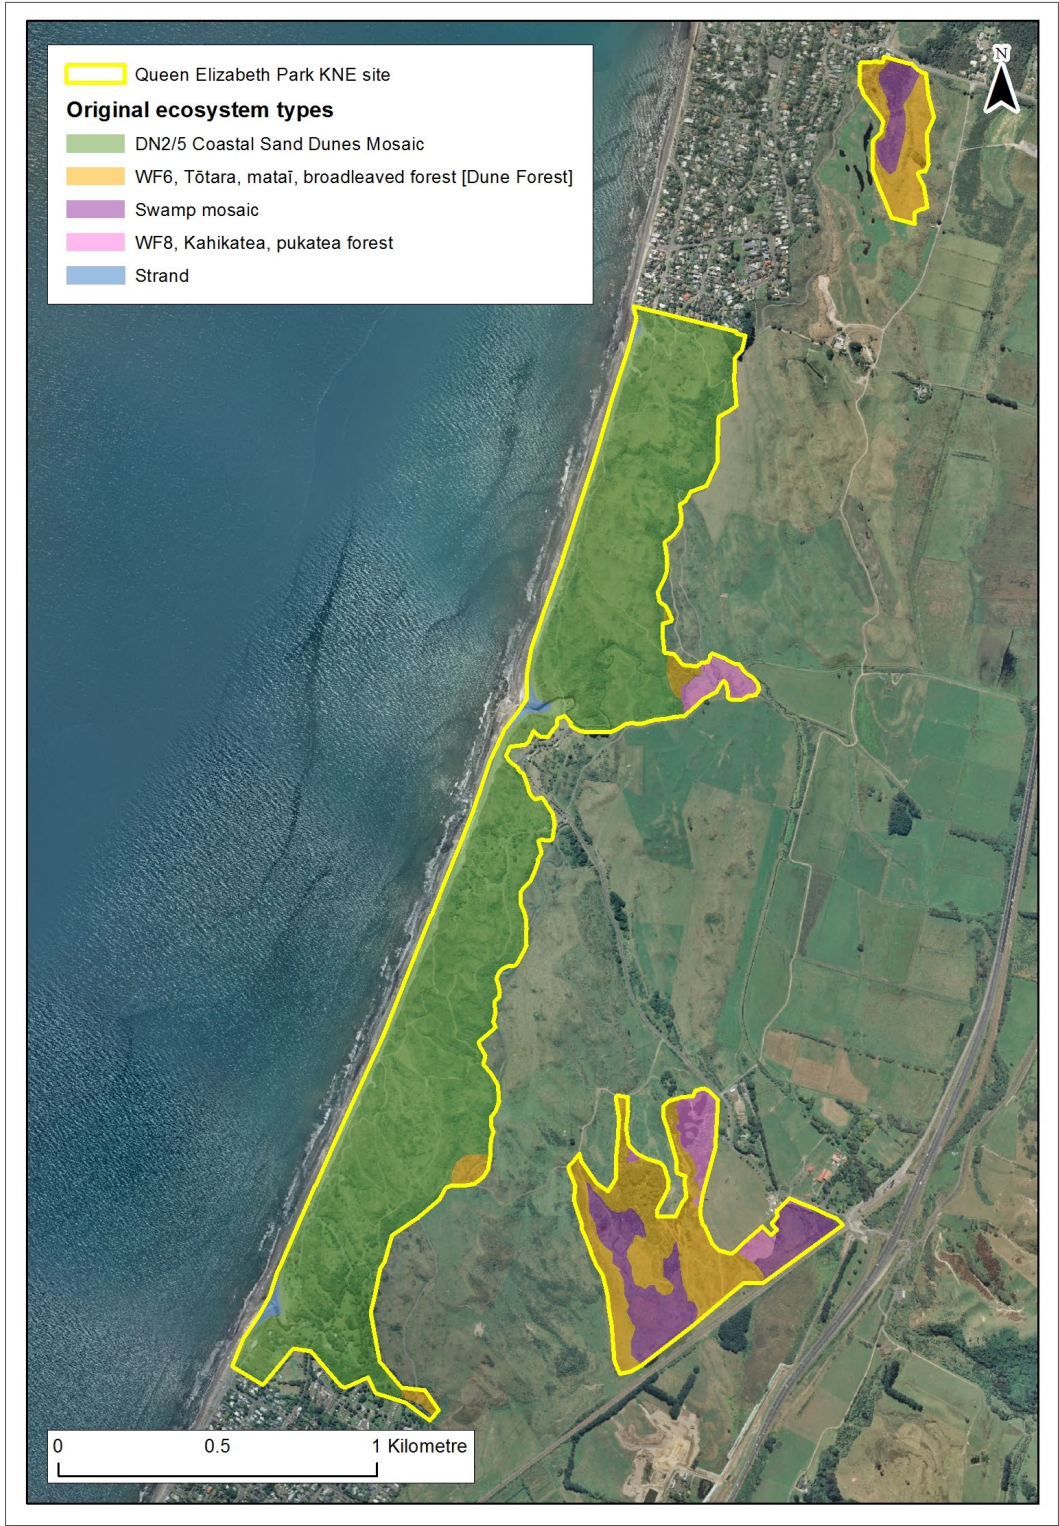 Queen Elizabeth Park KNE site
Original ecosystem types
DN2/5 Coastal Sand Dunes Mosaic
WF6, Tōtara, mataī, broadleaved forest [Dune Forest]
Swamp mosaic
WF8, Kahikatea, pukatea forest
Strand
N
0 0.5 1 Kilometre